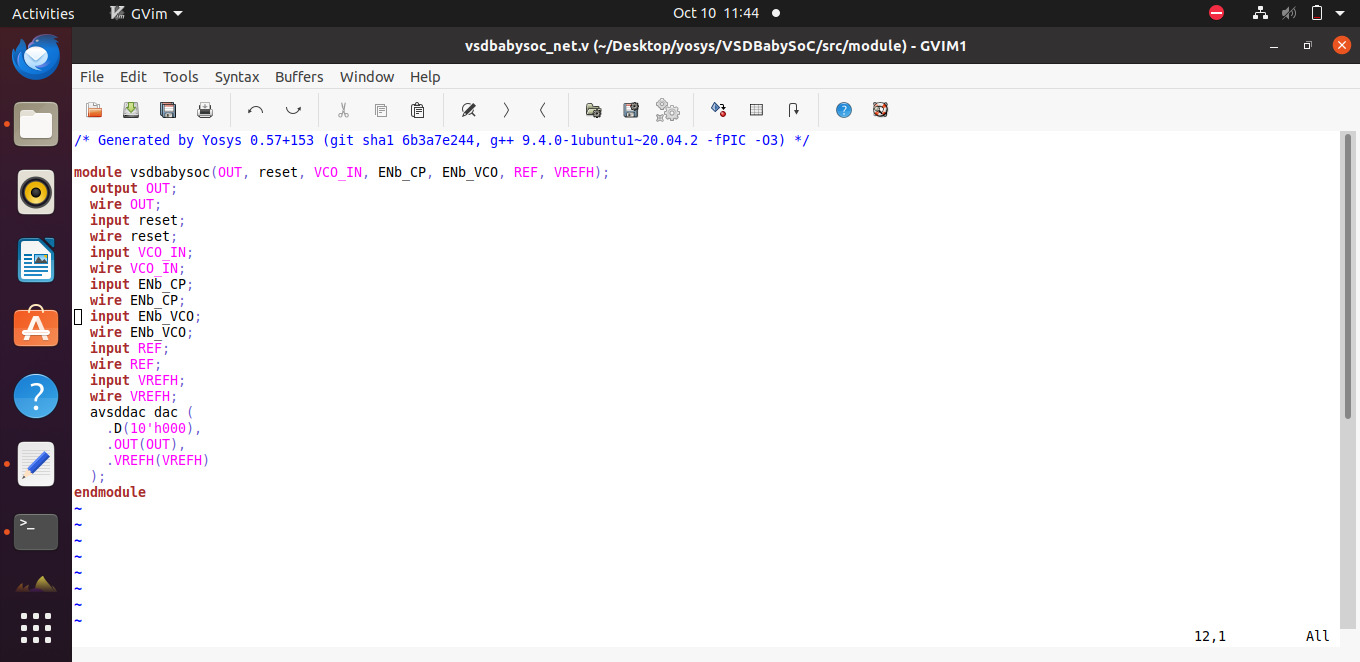 Activities GVim Oct 10 11:44
vsdbabysoc_net.v (~/Desktop/yosys/VSDBabySoC/src/module) - GVIM1
File Edit Tools Syntax Buffers Window Help
/* Generated by Yosys 0.57+153 (git sha1 6b3a7e244, g++ 9.4.0-1ubuntu1~20.04.2 -fPIC -O3) */
module vsdbabysoc(OUT, reset, VCO_IN, ENb_CP, ENb_VCO, REF, VREFH);
  output OUT;
  wire OUT;
  input reset;
  wire reset;
  input VCO_IN;
  wire VCO_IN;
  input ENb_CP;
  wire ENb_CP;
  input ENb_VCO;
  wire ENb_VCO;
  input REF;
  wire REF;
  input VREFH;
  wire VREFH;
  avsddac dac (
    .D(10'h000),
    .OUT(OUT),
    .VREFH(VREFH)
  );
endmodule
~
~
~
~
~
~
~
~
12,1 All